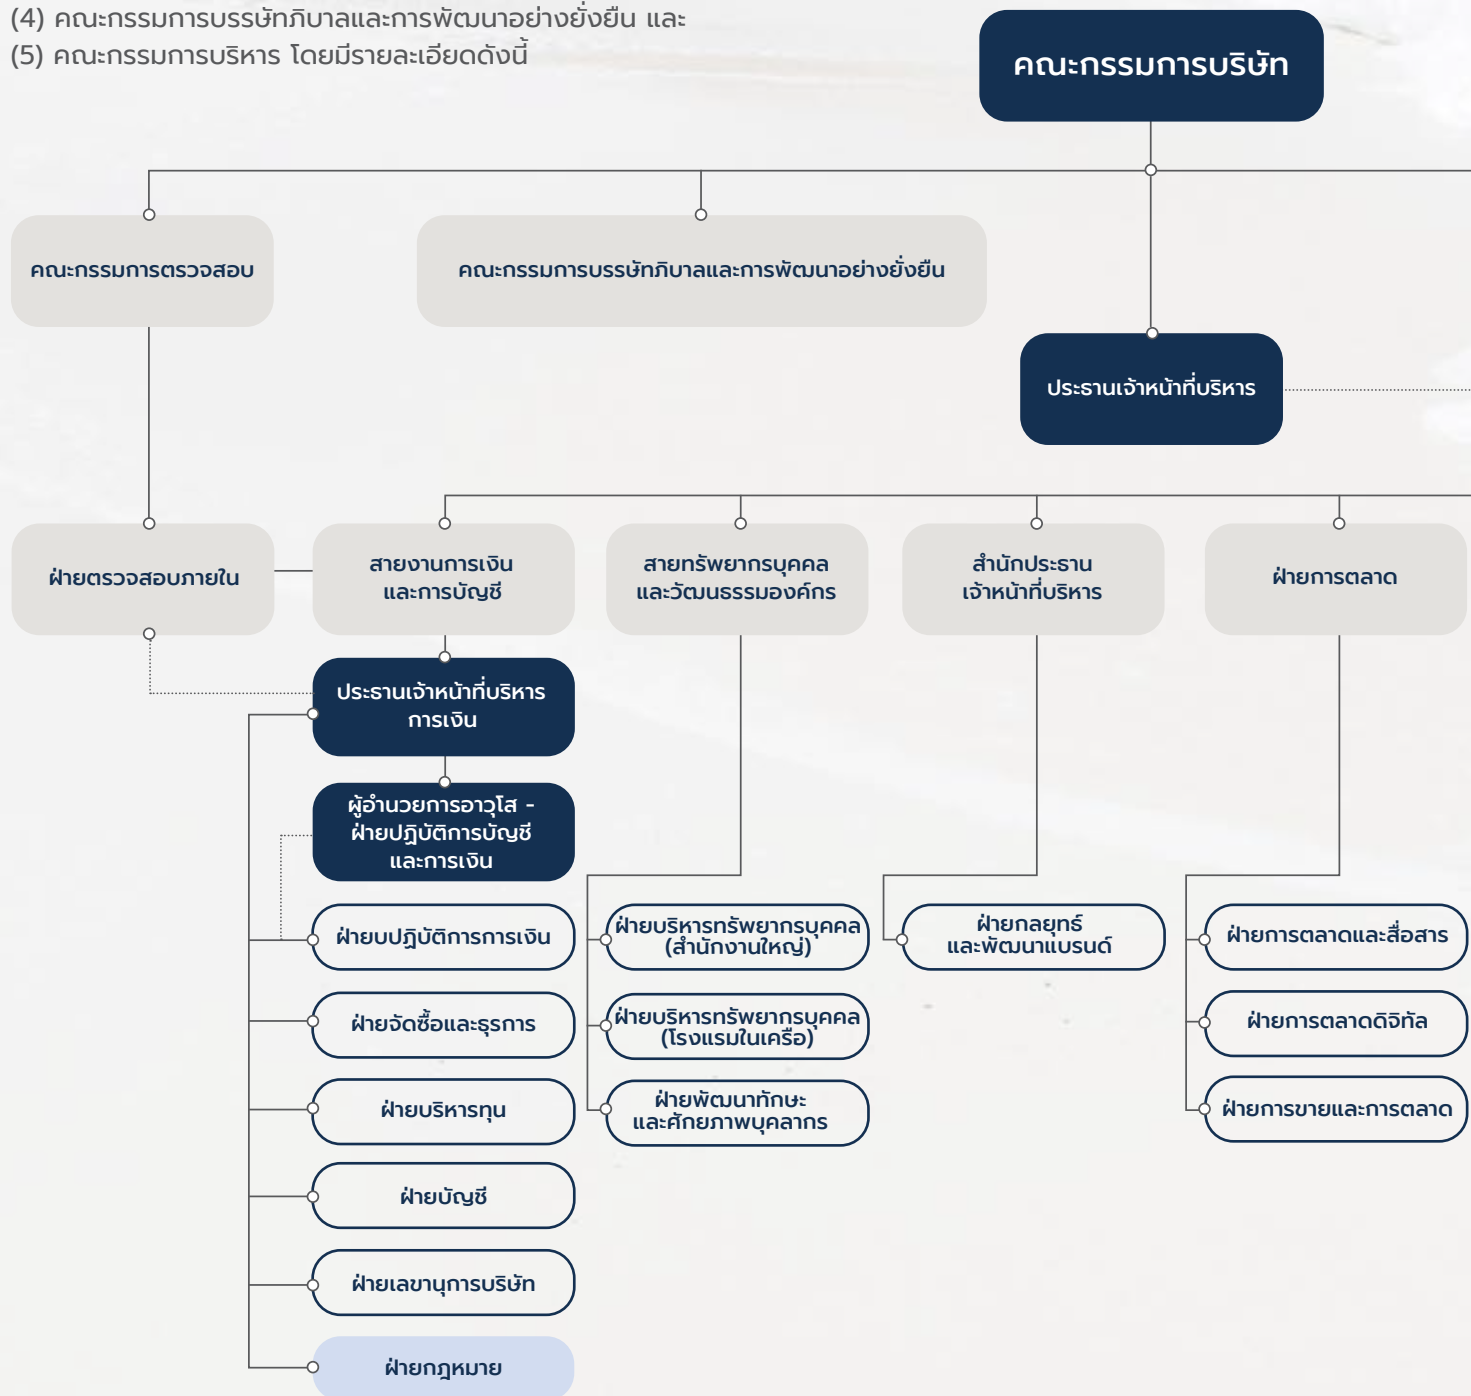 (4) คณะกรรมการบรรษัทภิบาลและการพัฒนาอย่างยั่งยืน และ
(5) คณะกรรมการบริหาร โดยมีรายละเอียดดังนี้
คณะกรรมการบริษัท
คณะกรรมการตรวจสอบ
คณะกรรมการบรรษัทภิบาลและการพัฒนาอย่างยั่งยืน
ประธานเจ้าหน้าที่บริหาร
ฝ่ายตรวจสอบภายใน
สายงานการเงิน
และการบัญชี
สายทรัพยากรบุคคล
และวัฒนธรรมองค์กร
สำนักประธาน
เจ้าหน้าที่บริหาร
ฝ่ายการตลาด
ประธานเจ้าหน้าที่บริหาร
การเงิน
ผู้อำนวยการอาวุโส -
ฝ่ายปฏิบัติการบัญชี
และการเงิน
ฝ่ายบปฏิบัติการการเงิน
ฝ่ายจัดซื้อและธุรการ
ฝ่ายบริหารทุน
ฝ่ายบัญชี
ฝ่ายเลขานุการบริษัท
ฝ่ายกฎหมาย
ฝ่ายบริหารทรัพยากรบุคคล
(สำนักงานใหญ่)
ฝ่ายบริหารทรัพยากรบุคคล
(โรงแรมในเครือ)
ฝ่ายพัฒนาทักษะ
และศักยภาพบุคลากร
ฝ่ายกลยุทธ์
และพัฒนาแบรนด์
ฝ่ายการตลาดและสื่อสาร
ฝ่ายการตลาดดิจิทัล
ฝ่ายการขายและการตลาด